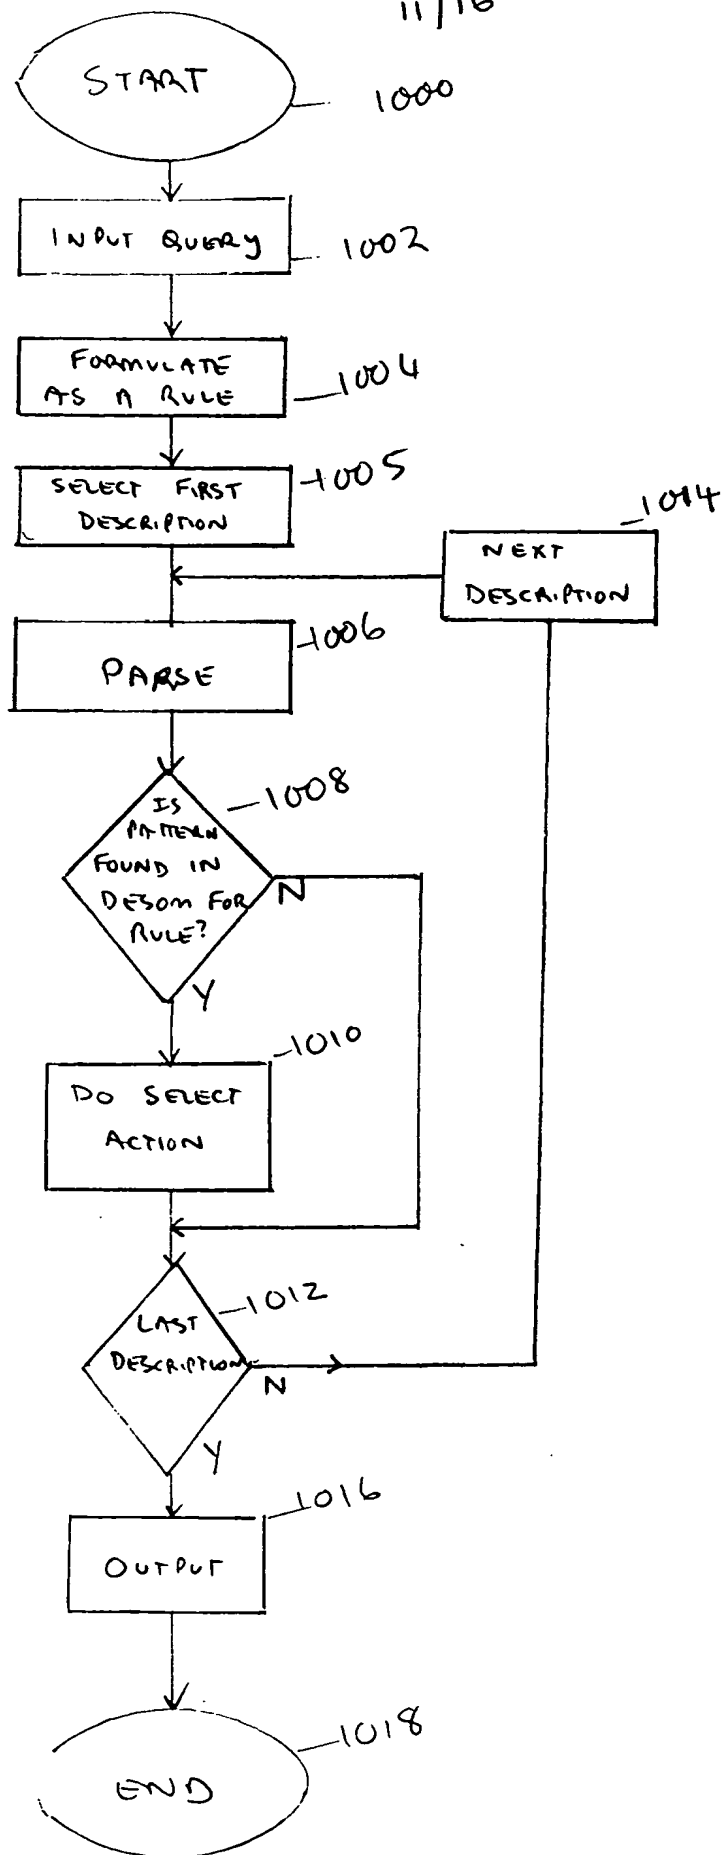 11/16
START
1000
INPUT QUERY
1002
FORMULATE
AS A RULE
1004
SELECT FIRST
DESCRIPTION
1005
NEXT
DESCRIPTION
1014
PARSE
1006
IS
PATTERN
FOUND IN
DESCM FOR
RULE?
1008
N
Y
DO SELECT
ACTION
1010
LAST
DESCRIPTION
1012
N
Y
OUTPUT
1016
END
1018